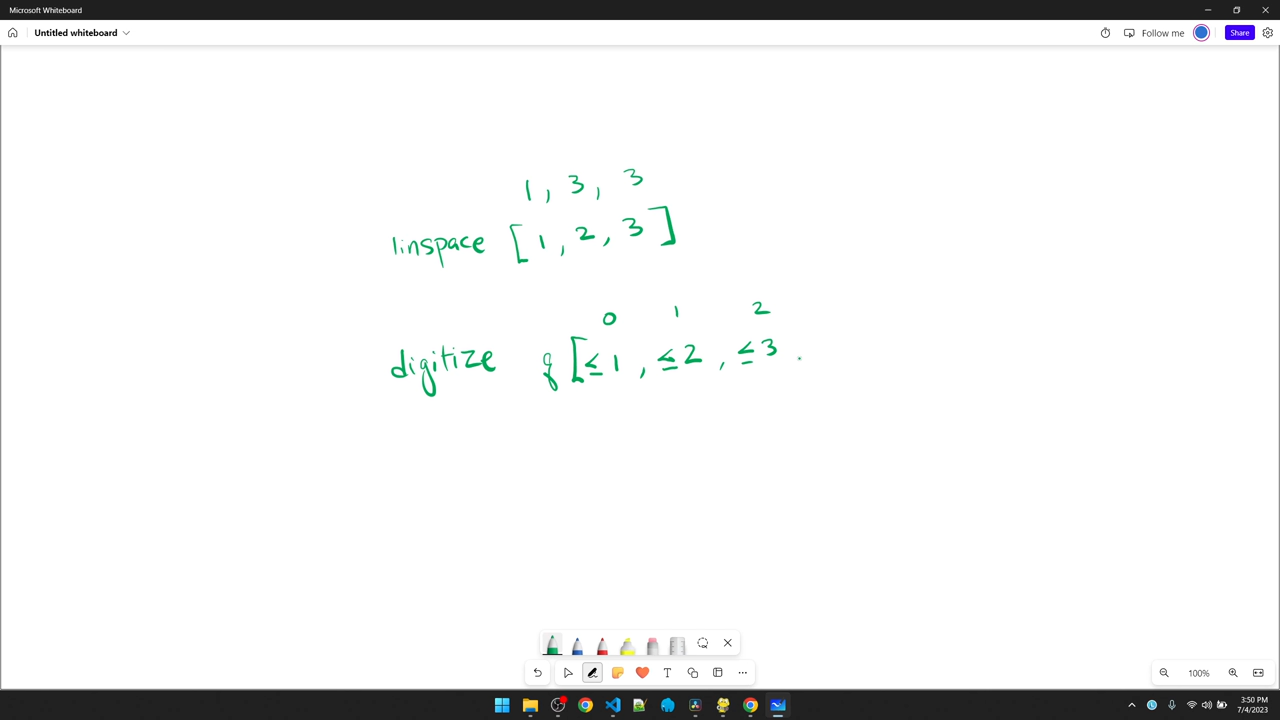 Microsoft Whiteboard
Untitled whiteboard
Follow me
Share
1 , 3 , 3
linspace [ 1 , 2 , 3 ]
0 1 2
digitize q [ ≤ 1 , ≤ 2 , ≤ 3 .
100%
3:50 PM
7/4/2023